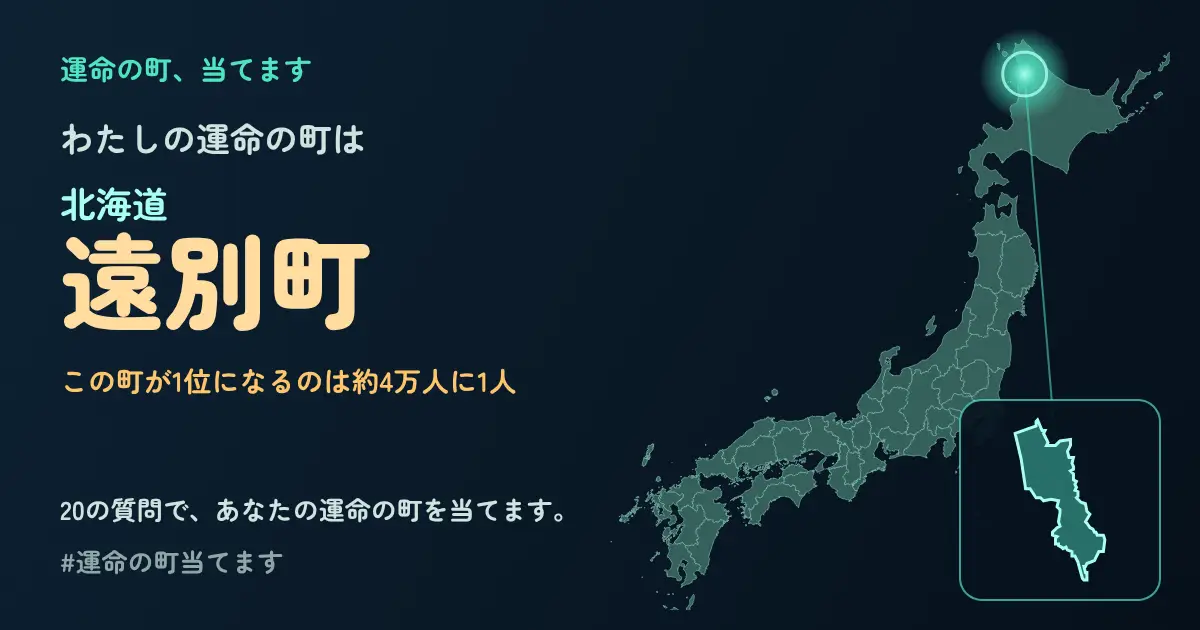 運命の町、当てます
わたしの運命の町は
北海道
遠別町
この町が1位になるのは約4万人に1人
20の質問で、あなたの運命の町を当てます。
#運命の町当てます